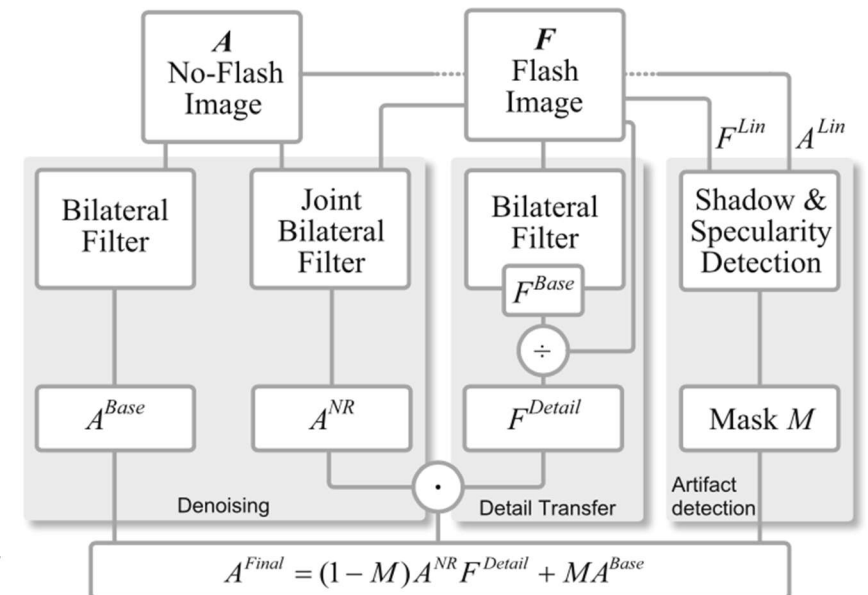 A
No-Flash
Image
F
Flash
Image
F^Lin
A^Lin
Bilateral
Filter
Joint
Bilateral
Filter
Bilateral
Filter
Shadow &
Specularity
Detection
F^Base
÷
A^Base
A^NR
F^Detail
Mask M
·
Denoising
Detail Transfer
Artifact
detection
A^Final = (1 − M)A^NR F^Detail + MA^Base